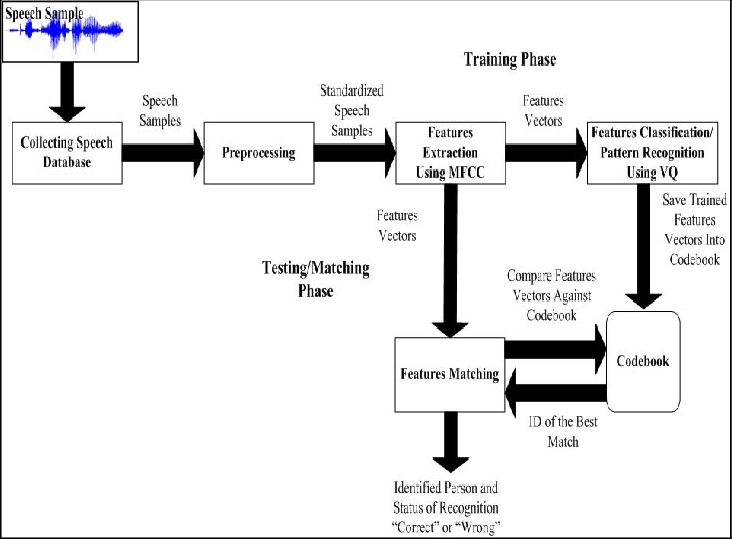 Speech Sample
Training Phase
Speech
Samples
Standardized
Speech
Samples
Features
Vectors
Collecting Speech
Database
Preprocessing
Features
Extraction
Using MFCC
Features Classification/
Pattern Recognition
Using VQ
Features
Vectors
Save Trained
Features
Vectors Into
Codebook
Testing/Matching
Phase
Compare Features
Vectors Against
Codebook
Features Matching
Codebook
ID of the Best
Match
Identified Person and
Status of Recognition
“Correct” or “Wrong”